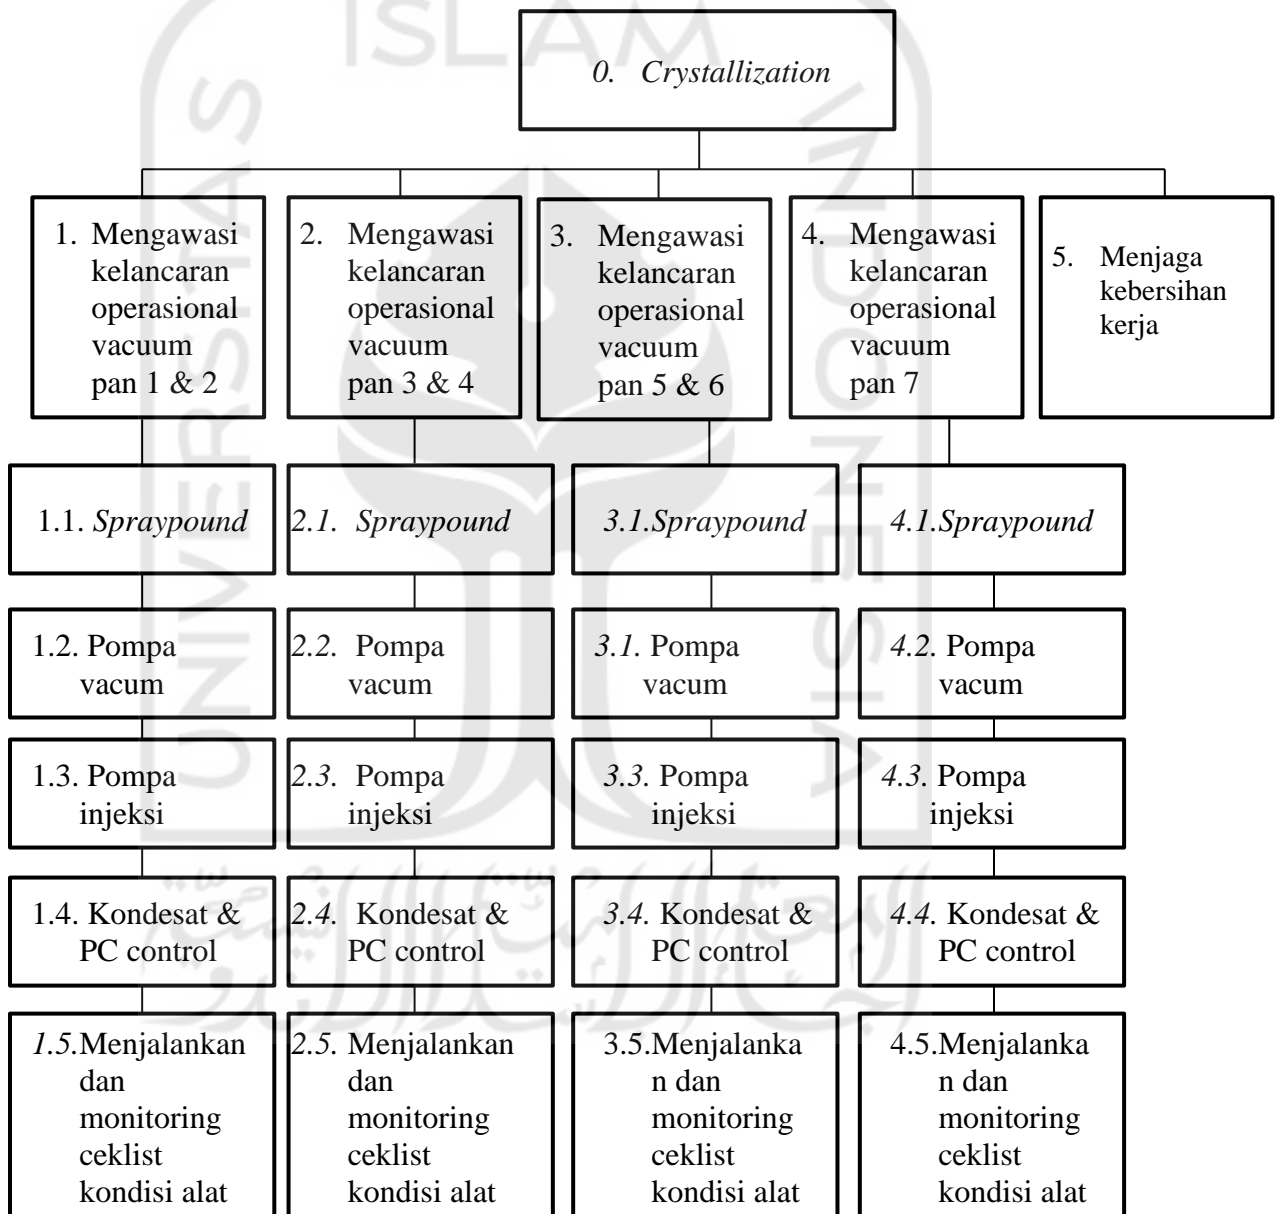 ISLAM
UNIVERSITAS
INDONESIA
0. Crystallization
1. Mengawasi
kelancaran
operasional
vacuum
pan 1 & 2
2. Mengawasi
kelancaran
operasional
vacuum
pan 3 & 4
3. Mengawasi
kelancaran
operasional
vacuum
pan 5 & 6
4. Mengawasi
kelancaran
operasional
vacuum
pan 7
5. Menjaga
kebersihan
kerja
1.1. Spraypound
2.1. Spraypound
3.1.Spraypound
4.1.Spraypound
1.2. Pompa
vacum
2.2. Pompa
vacum
3.1. Pompa
vacum
4.2. Pompa
vacum
1.3. Pompa
injeksi
2.3. Pompa
injeksi
3.3. Pompa
injeksi
4.3. Pompa
injeksi
1.4. Kondesat &
PC control
2.4. Kondesat &
PC control
3.4. Kondesat &
PC control
4.4. Kondesat &
PC control
1.5.Menjalankan
dan
monitoring
ceklist
kondisi alat
2.5. Menjalankan
dan
monitoring
ceklist
kondisi alat
3.5.Menjalanka
n dan
monitoring
ceklist
kondisi alat
4.5.Menjalanka
n dan
monitoring
ceklist
kondisi alat